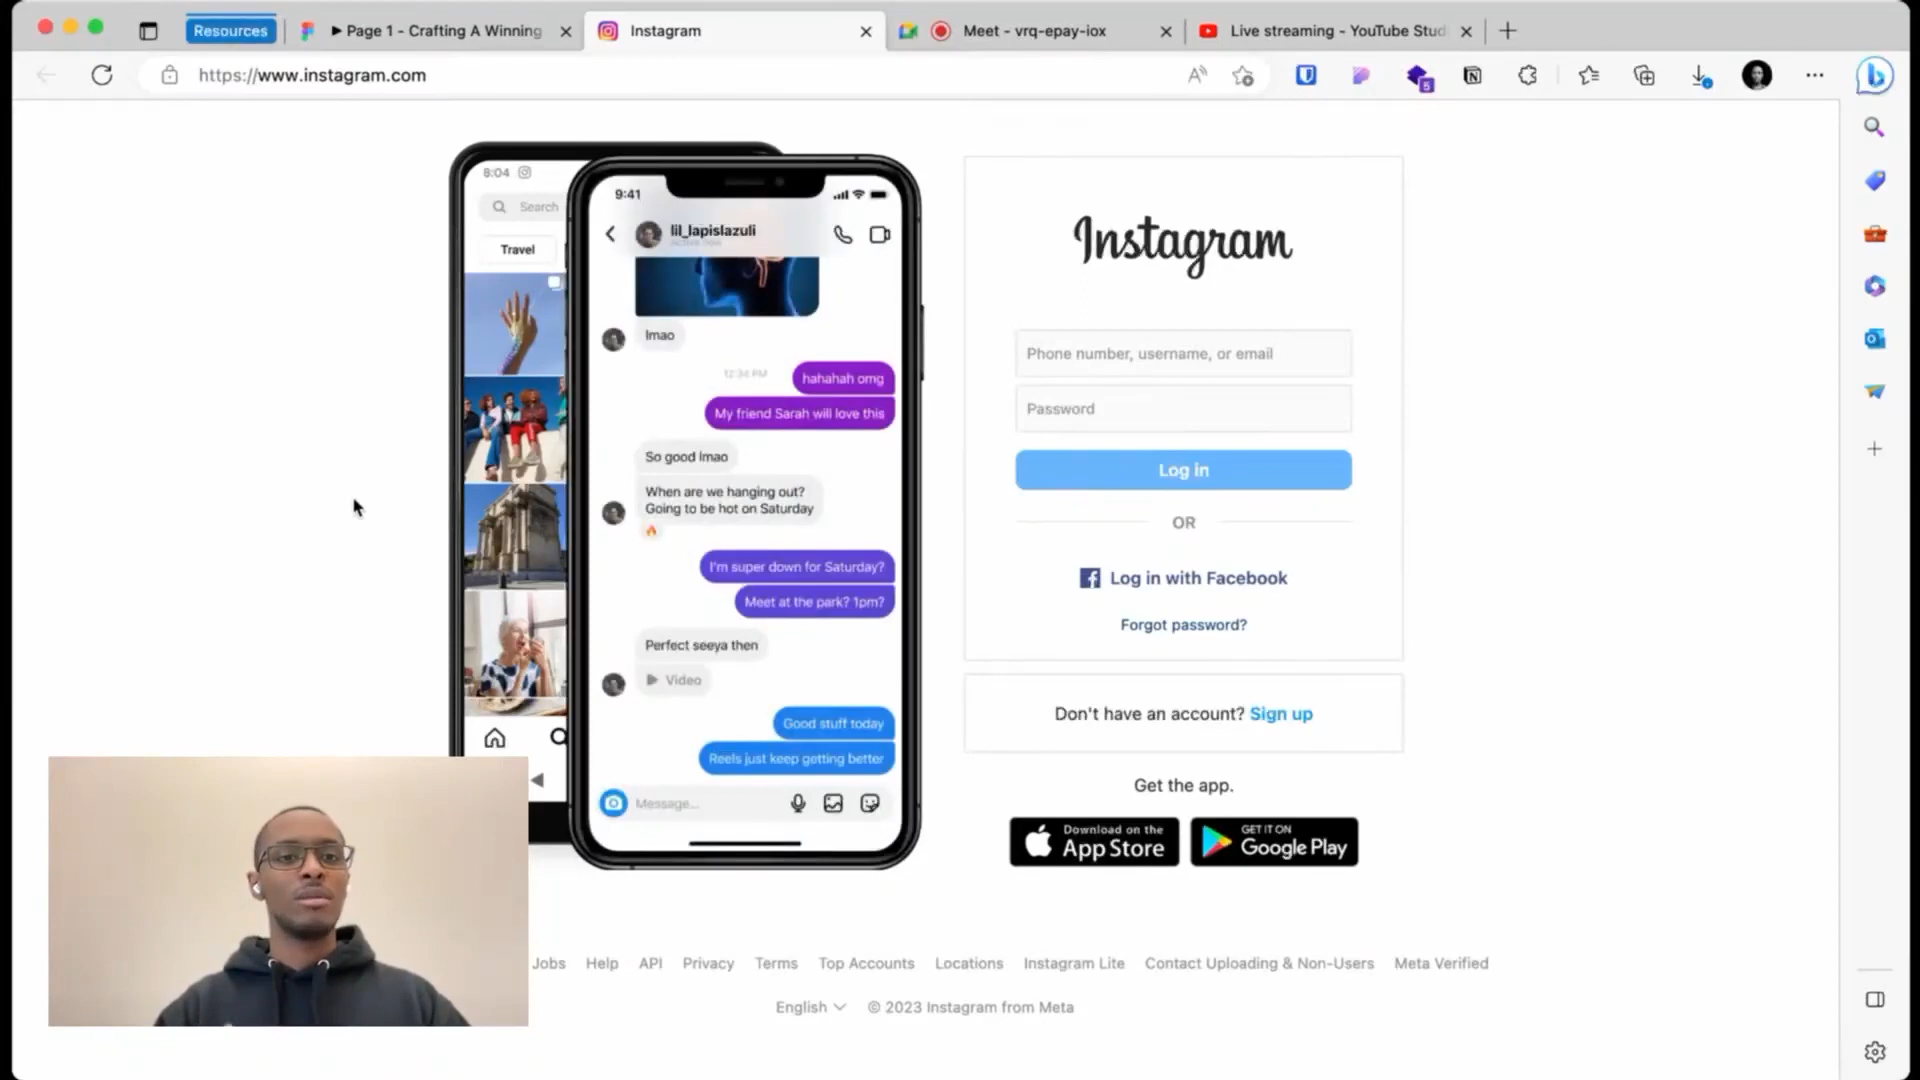 Resources
Page 1 - Crafting A Winning
Instagram
Meet - vrq-epay-iox
Live streaming - YouTube Stud
https://www.instagram.com
5
8:04
Search
Travel
9:41
lil_lapislazuli
Active now
lmao
12:34 PM
hahahah omg
My friend Sarah will love this
So good lmao
When are we hanging out?
Going to be hot on Saturday
I'm super down for Saturday?
Meet at the park? 1pm?
Perfect seeya then
Video
Good stuff today
Reels just keep getting better
Message...
Instagram
Phone number, username, or email
Password
Log in
OR
Log in with Facebook
Forgot password?
Don't have an account? Sign up
Get the app.
Download on the
App Store
GET IT ON
Google Play
Jobs Help API Privacy Terms Top Accounts Locations Instagram Lite Contact Uploading & Non-Users Meta Verified
English © 2023 Instagram from Meta